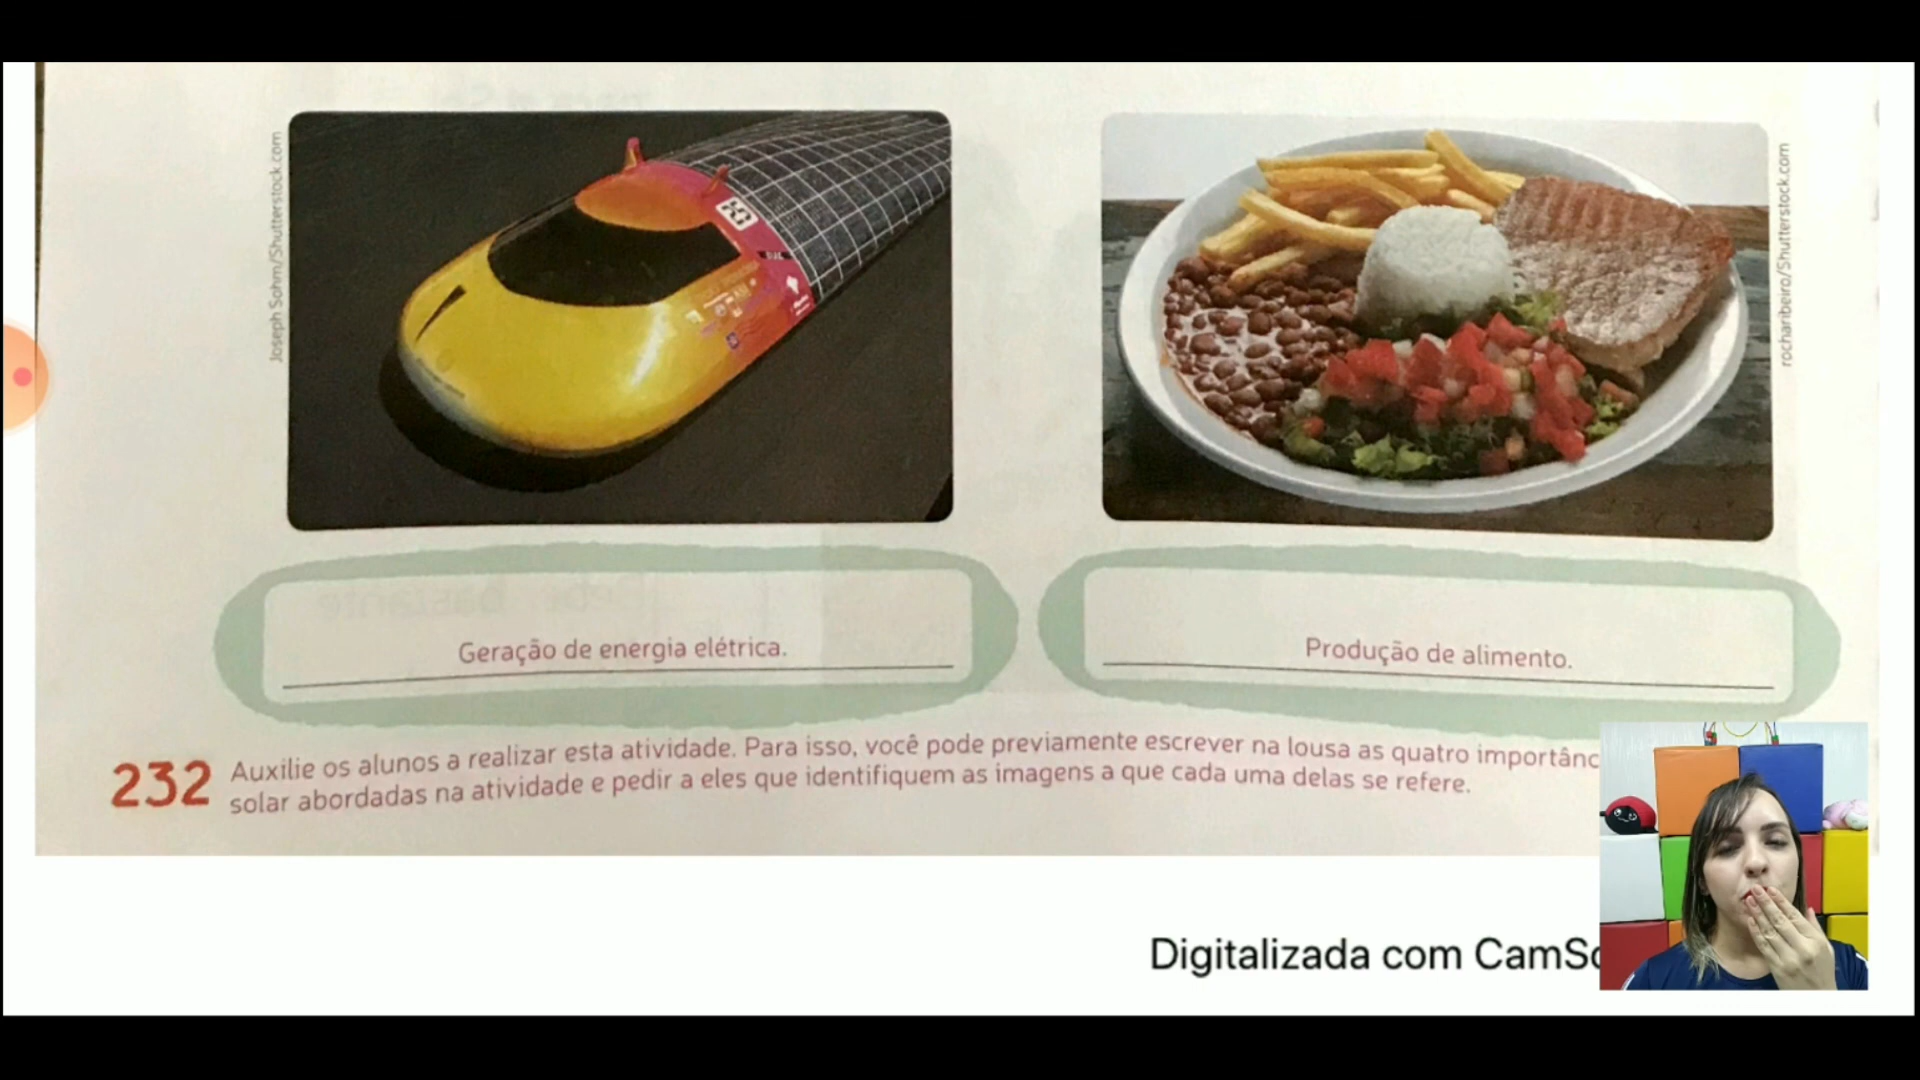 Joseph Sohm/Shutterstock.com
rocharibeiro/Shutterstock.com
Geração de energia elétrica.
Produção de alimento.
232 Auxilie os alunos a realizar esta atividade. Para isso, você pode previamente escrever na lousa as quatro importânc
solar abordadas na atividade e pedir a eles que identifiquem as imagens a que cada uma delas se refere.
Digitalizada com CamSc